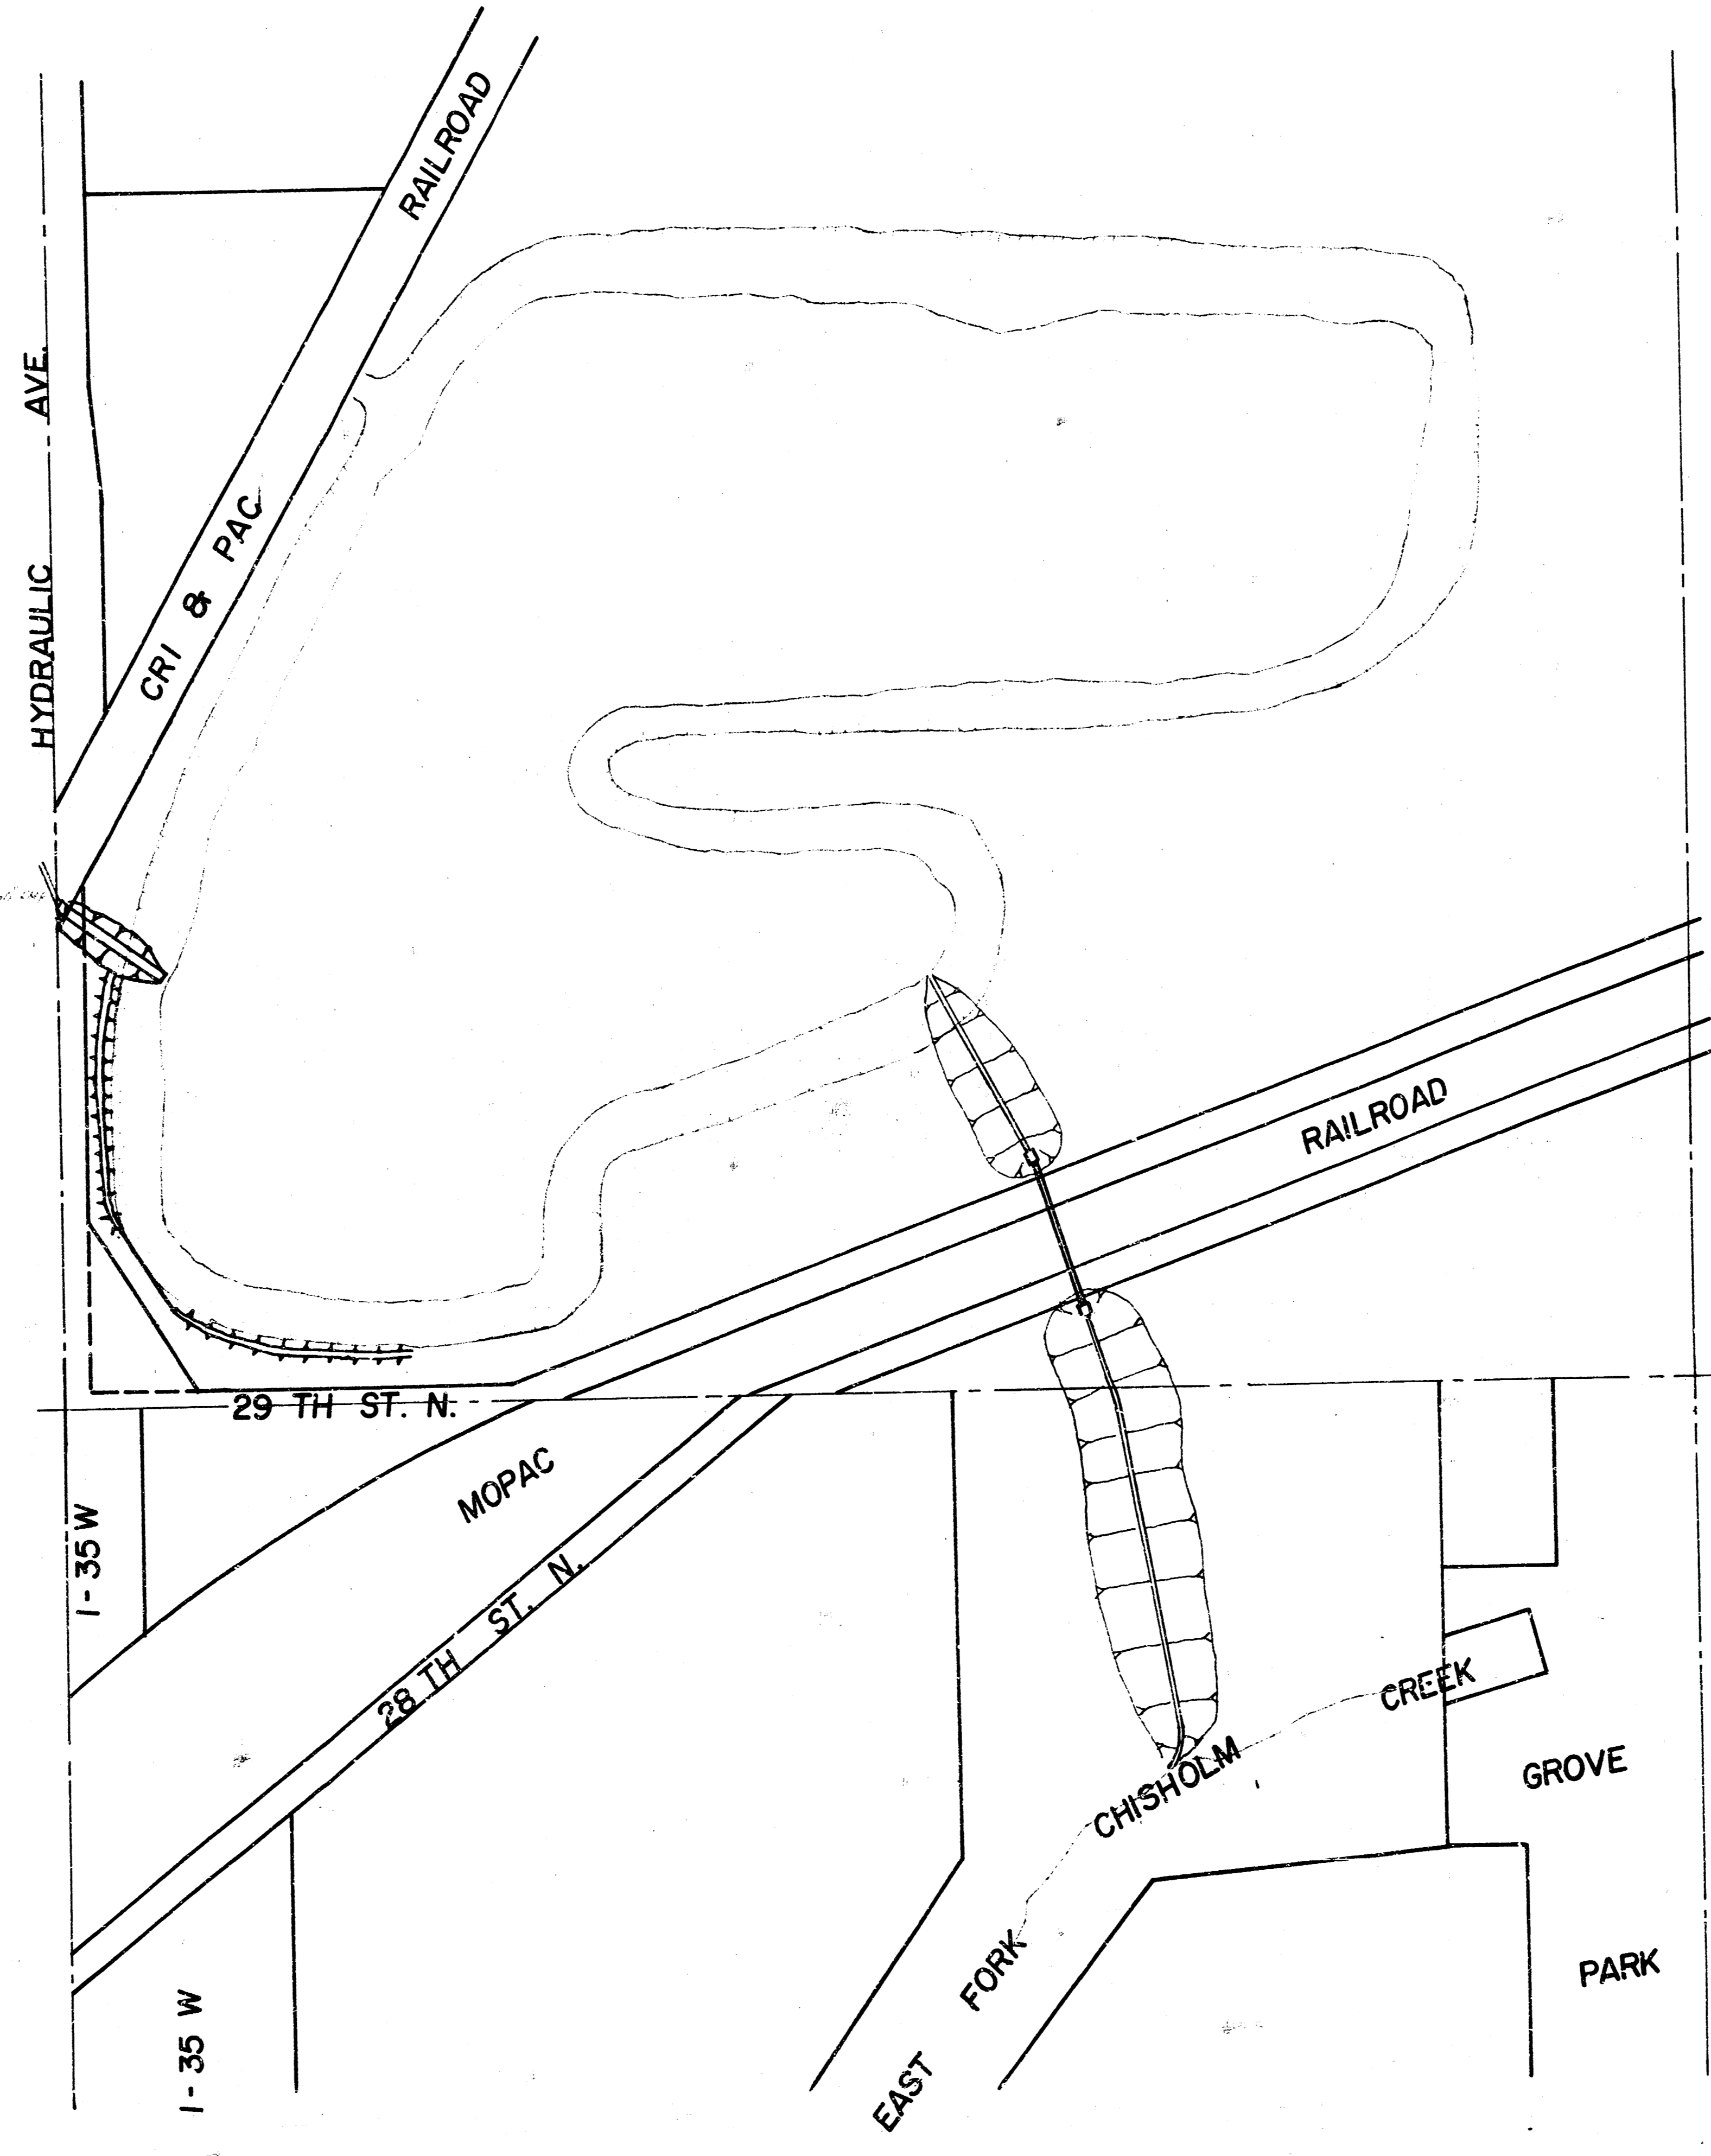 RAILROAD
CRI & PAC
HYDRAULIC AVE.
RAILROAD
29 TH ST. N.
MOPAC
28 TH ST. N.
I-35 W
CREEK
CHISHOLM
GROVE
PARK
FORK
EAST
I-35 W